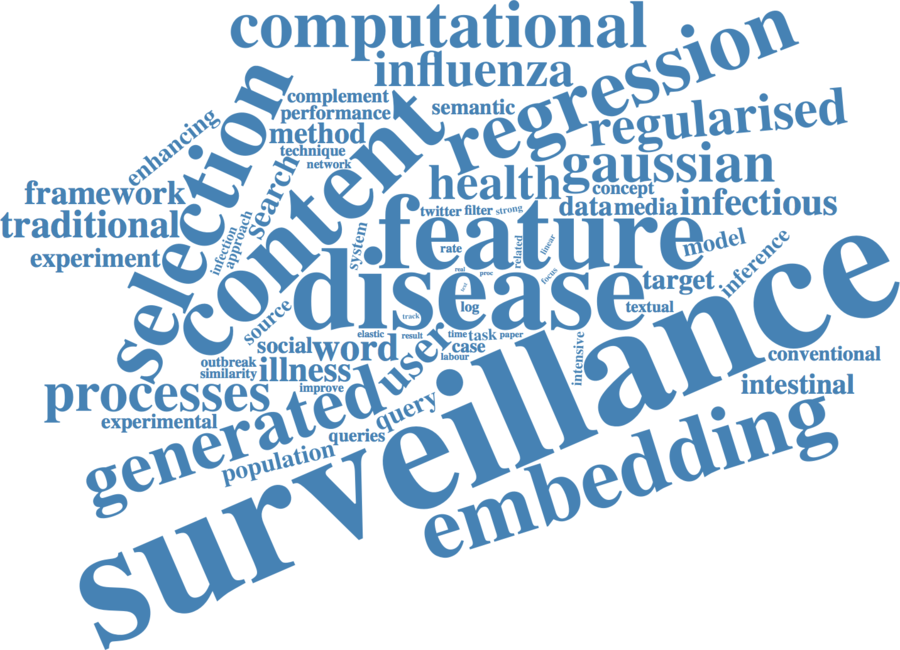 computational
influenza
regression
selection
complement
performance
semantic
regularised
enhancing
method
technique
network
content
gaussian
framework
search
health
concept
traditional
twitter
filter
strong
data
media
infectious
feature
experiment
infection
approach
system
rate
related
linear
model
inference
disease
real
proc
focus
target
surveillance
log
textual
source
track
elastic
result
time
task
paper
social
word
user
case
labour
intensive
conventional
outbreak
similarity
illness
improve
intestinal
processes
generated
query
experimental
queries
population
embedding